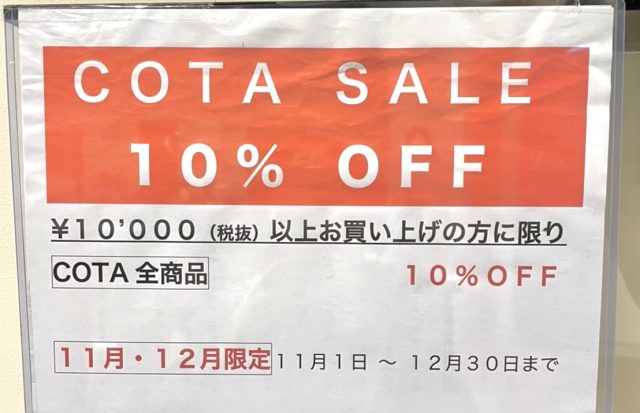 COTA SALE
10% OFF
¥10’000（税抜）以上お買い上げの方に限り
COTA 全商品 10%OFF
11月・12月限定 11月1日 ～ 12月30日まで